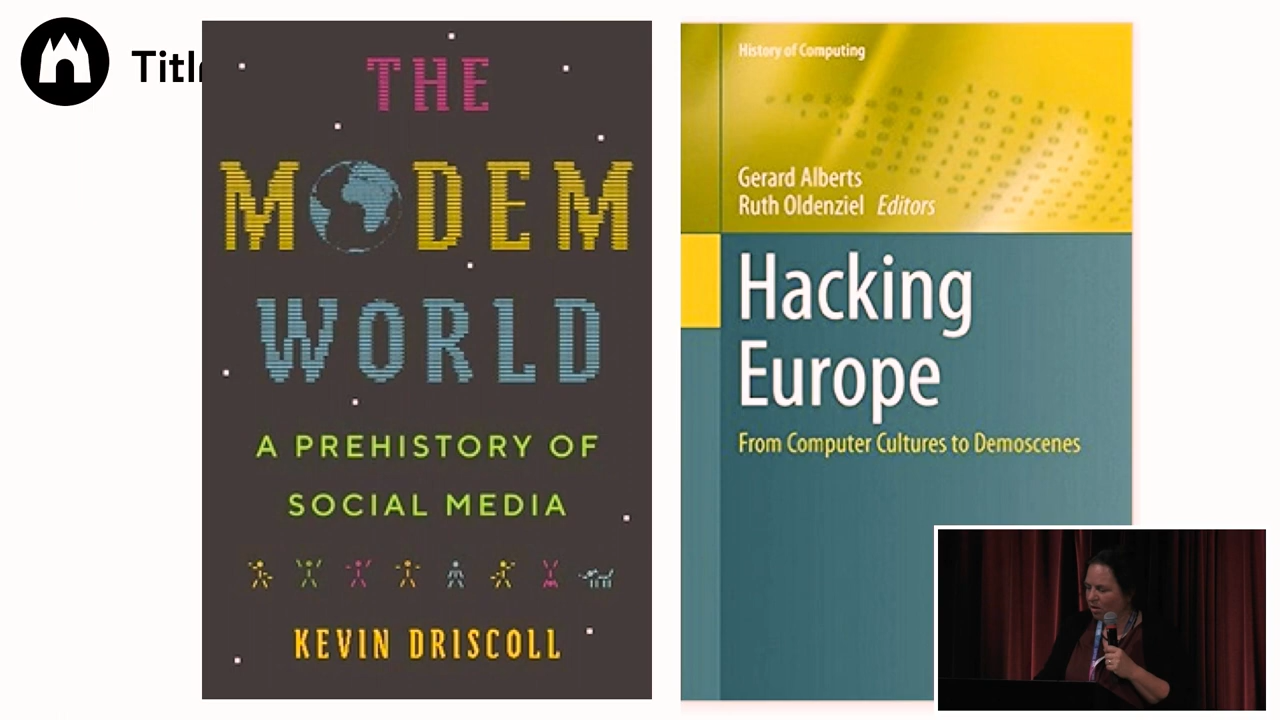 THE
MODEM
WORLD
A PREHISTORY OF
SOCIAL MEDIA
KEVIN DRISCOLL
History of Computing
Gerard Alberts
Ruth Oldenziel Editors
Hacking
Europe
From Computer Cultures to Demoscenes